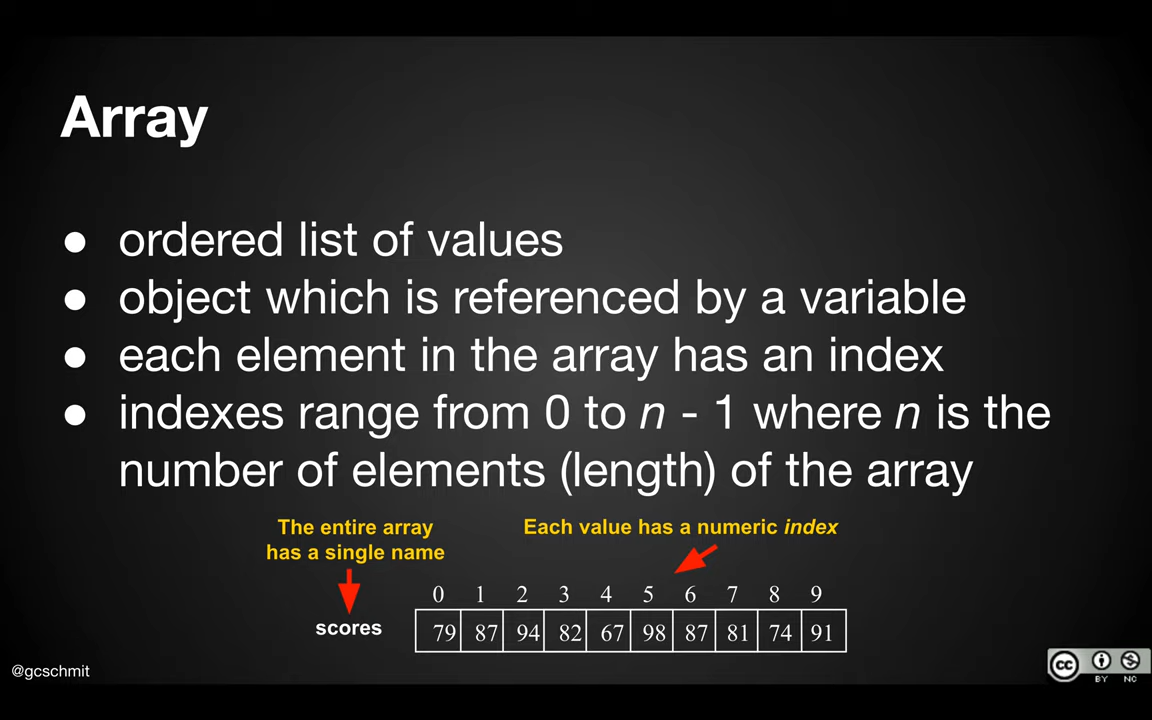 Array
● ordered list of values
● object which is referenced by a variable
● each element in the array has an index
● indexes range from 0 to n - 1 where n is the
number of elements (length) of the array
The entire array
has a single name
Each value has a numeric index
0 1 2 3 4 5 6 7 8 9
scores
79 87 94 82 67 98 87 81 74 91
@gcschmit
cc
BY NC